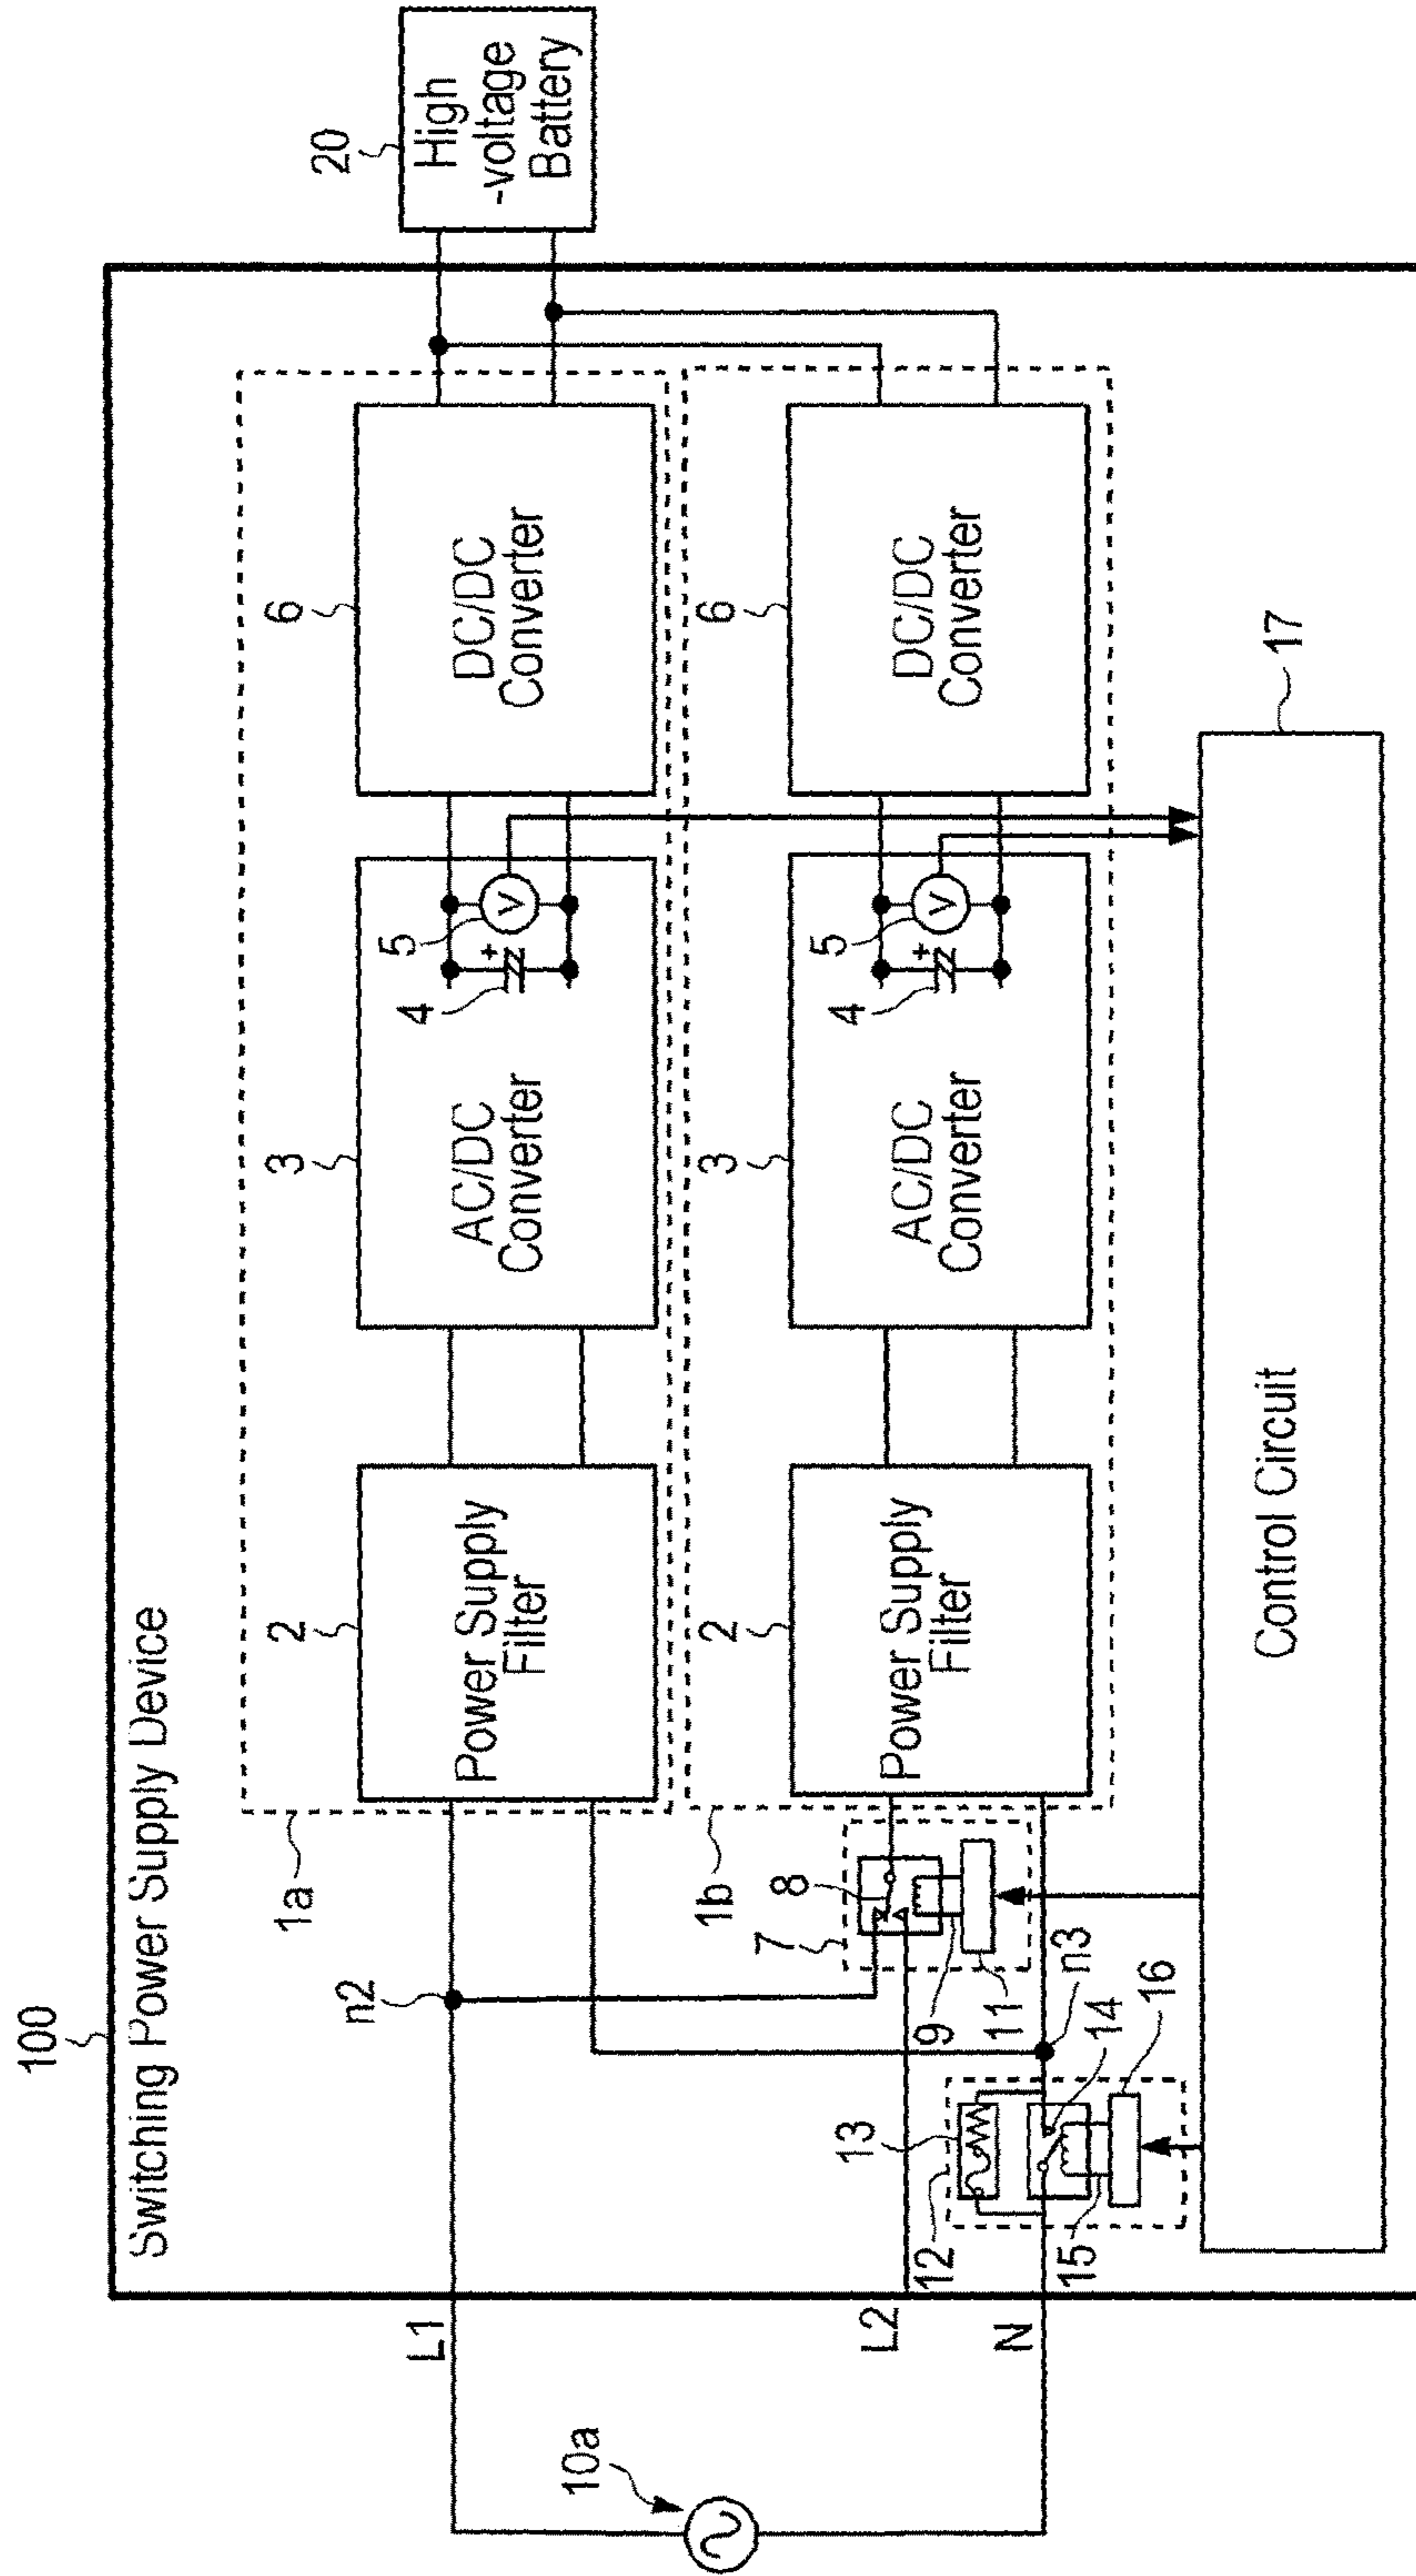 100
Switching Power Supply Device
1a
2
3
6
20
Power Supply
Filter
AC/DC
Converter
4
5
+
V
DC/DC
Converter
High
-voltage
Battery
L1
n2
10a
1b
2
3
6
Power Supply
Filter
AC/DC
Converter
4
5
+
V
DC/DC
Converter
7
8
9
11
L2
12
13
N
n3
14
15
16
17
Control Circuit